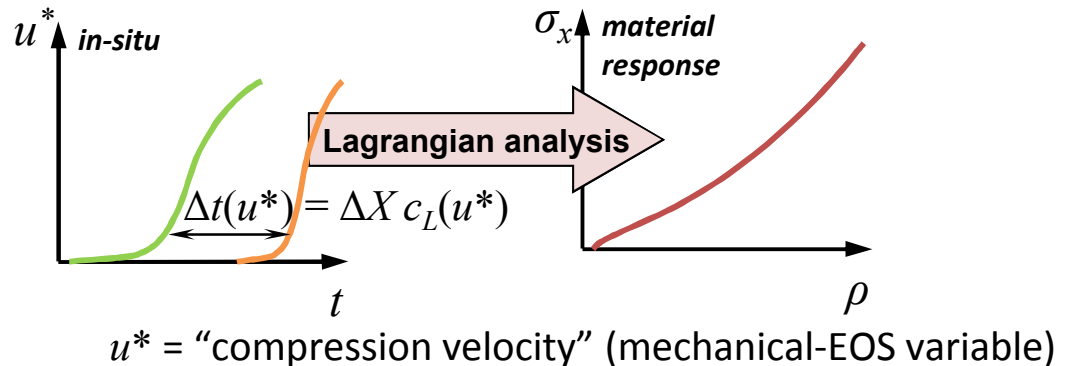 u* in-situ
σx material
response
Lagrangian analysis
Δt(u*) = ΔX cL(u*)
t
ρ
u* = “compression velocity” (mechanical-EOS variable)